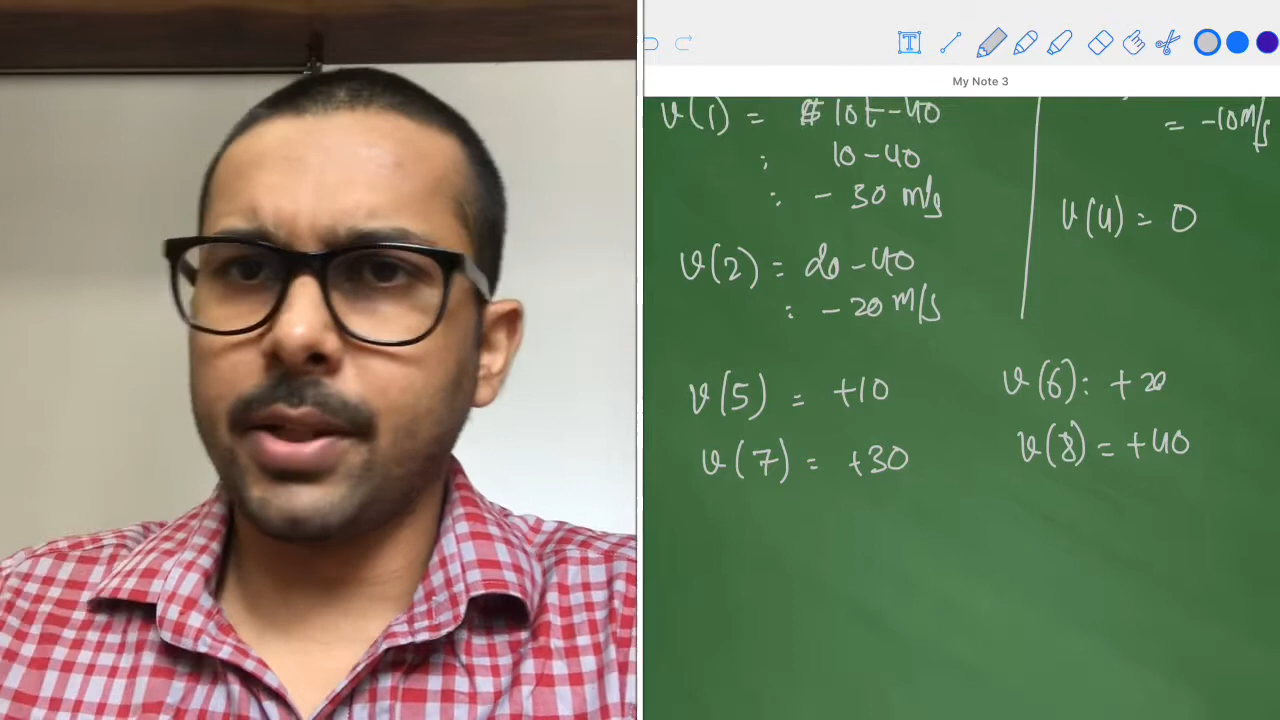 T
My Note 3
v(1) = 10t-40
: 10-40
: - 30 m/s
= -10m/s
v(4) = 0
v(2) = 20-40
: - 20 m/s
v(5) = +10
v(6): +20
v(7) = +30
v(8) = +40